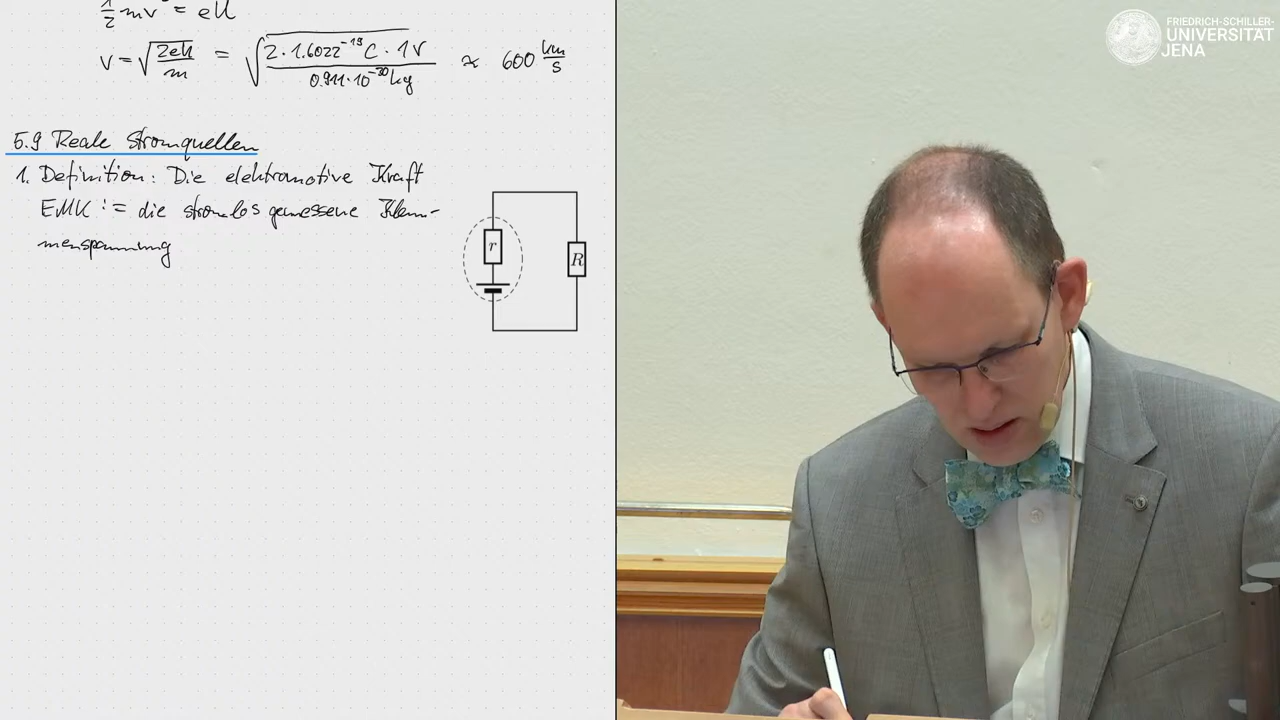 ½ mv² = eU
v = √(2eU/m) = √(2 · 1.6022⁻¹⁹ C · 1V / 0.911 · 10⁻³⁰ kg) ≈ 600 km/s
5.9 Reale Stromquellen
1. Definition: Die elektromotive Kraft
EMK := die stromlos gemessene Klem-
menspannung
r
R
FRIEDRICH-SCHILLER-
UNIVERSITÄT
JENA